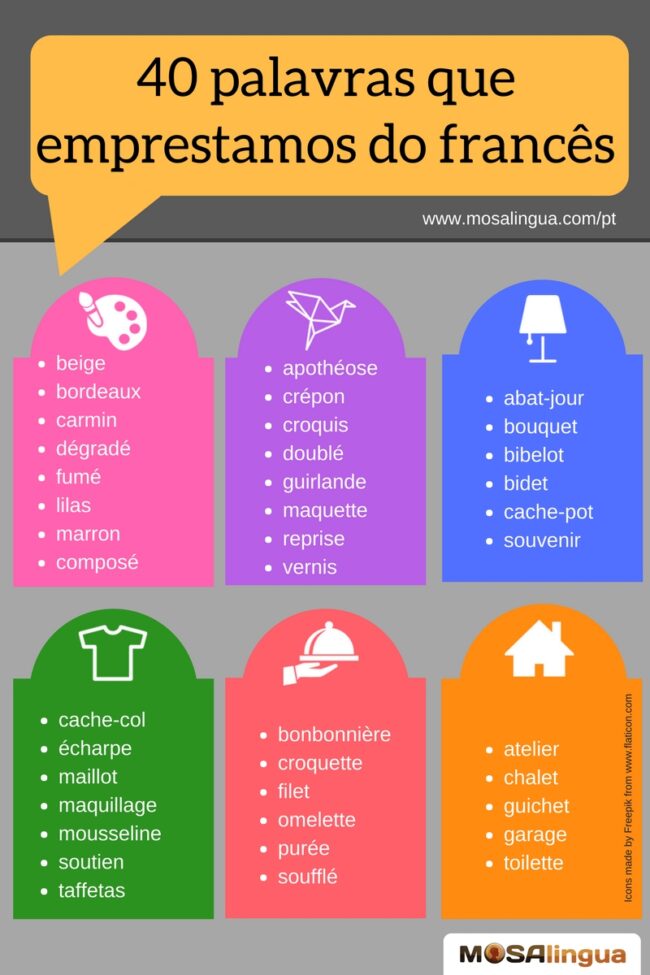 40 palavras que
emprestamos do francês
www.mosalingua.com/pt
• beige
• bordeaux
• carmin
• dégradé
• fumé
• lilas
• marron
• composé
• apothéose
• crépon
• croquis
• doublé
• guirlande
• maquette
• reprise
• vernis
• abat-jour
• bouquet
• bibelot
• bidet
• cache-pot
• souvenir
• cache-col
• écharpe
• maillot
• maquillage
• mousseline
• soutien
• taffetas
• bonbonnière
• croquette
• filet
• omelette
• purée
• soufflé
• atelier
• chalet
• guichet
• garage
• toilette
Icons made by Freepik from www.flaticon.com
MOSAlingua